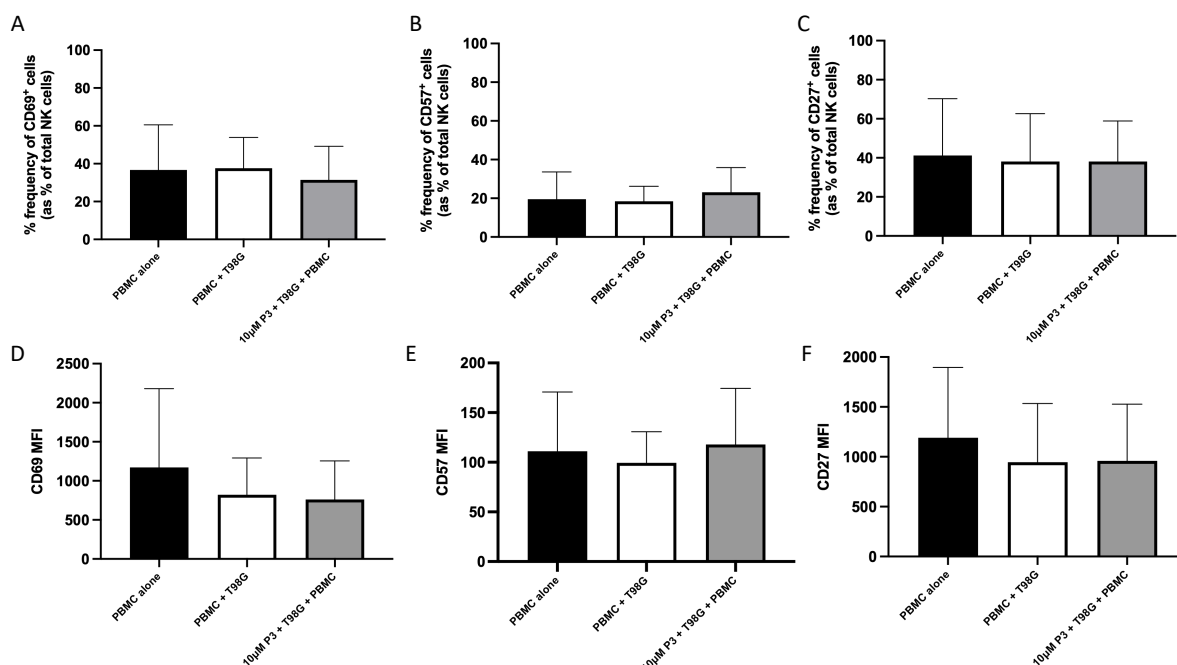 A
% frequency of CD69⁺ cells
(as % of total NK cells)
100
80
60
40
20
0
PBMC alone
PBMC + T98G
10μM P3 + T98G + PBMC
B
% frequency of CD57⁺ cells
(as % of total NK cells)
100
80
60
40
20
0
PBMC alone
PBMC + T98G
10μM P3 + T98G + PBMC
C
% frequency of CD27⁺ cells
(as % of total NK cells)
100
80
60
40
20
0
PBMC alone
PBMC + T98G
10μM P3 + T98G + PBMC
D
CD69 MFI
2500
2000
1500
1000
500
0
PBMC alone
PBMC + T98G
10μM P3 + T98G + PBMC
E
CD57 MFI
200
150
100
50
0
PBMC alone
PBMC + T98G
10μM P3 + T98G + PBMC
F
CD27 MFI
2000
1500
1000
500
0
PBMC alone
PBMC + T98G
10μM P3 + T98G + PBMC